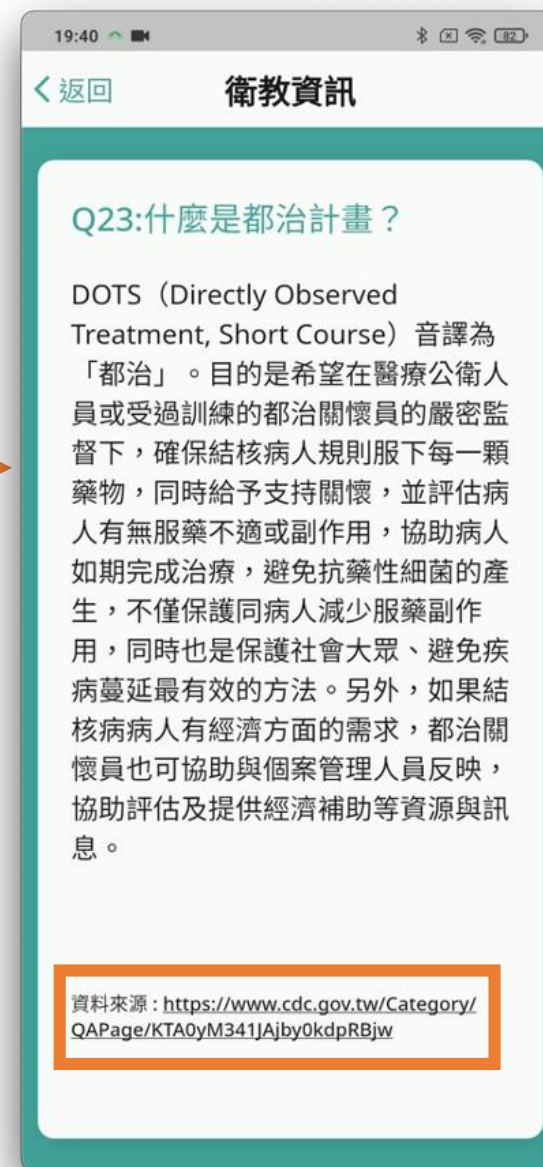 19:40
82
返回
衛教資訊
Q23:什麼是都治計畫？
DOTS（Directly Observed
Treatment, Short Course）音譯為
「都治」。目的是希望在醫療公衛人
員或受過訓練的都治關懷員的嚴密監
督下，確保結核病人規則服下每一顆
藥物，同時給予支持關懷，並評估病
人有無服藥不適或副作用，協助病人
如期完成治療，避免抗藥性細菌的產
生，不僅保護同病人減少服藥副作
用，同時也是保護社會大眾、避免疾
病蔓延最有效的方法。另外，如果結
核病病人有經濟方面的需求，都治關
懷員也可協助與個案管理人員反映，
協助評估及提供經濟補助等資源與訊
息。
資料來源 : https://www.cdc.gov.tw/Category/
QAPage/KTA0yM341JAjby0kdpRBjw